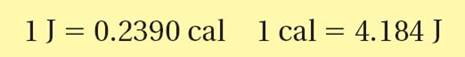 1 J = 0.2390 cal 1 cal = 4.184 J